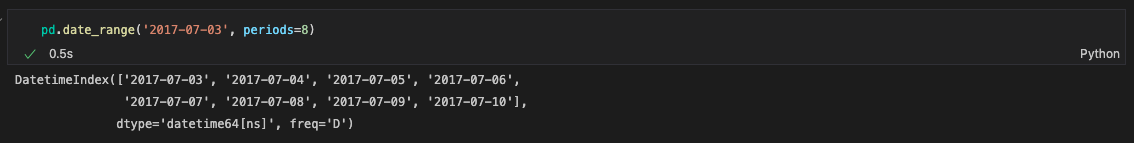 pd.date_range('2017-07-03', periods=8)
0.5s
Python
DatetimeIndex(['2017-07-03', '2017-07-04', '2017-07-05', '2017-07-06',
'2017-07-07', '2017-07-08', '2017-07-09', '2017-07-10'],
dtype='datetime64[ns]', freq='D')